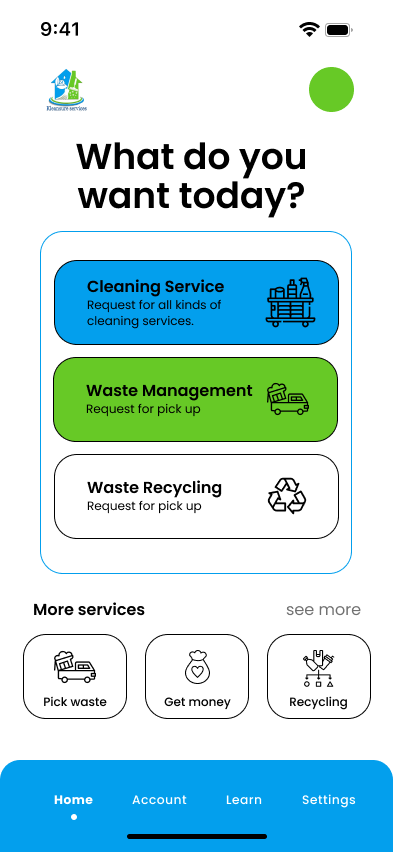 9:41
Kleansure services
What do you
want today?
Cleaning Service
Request for all kinds of
cleaning services.
Waste Management
Request for pick up
Waste Recycling
Request for pick up
More services see more
Pick waste Get money Recycling
Home Account Learn Settings